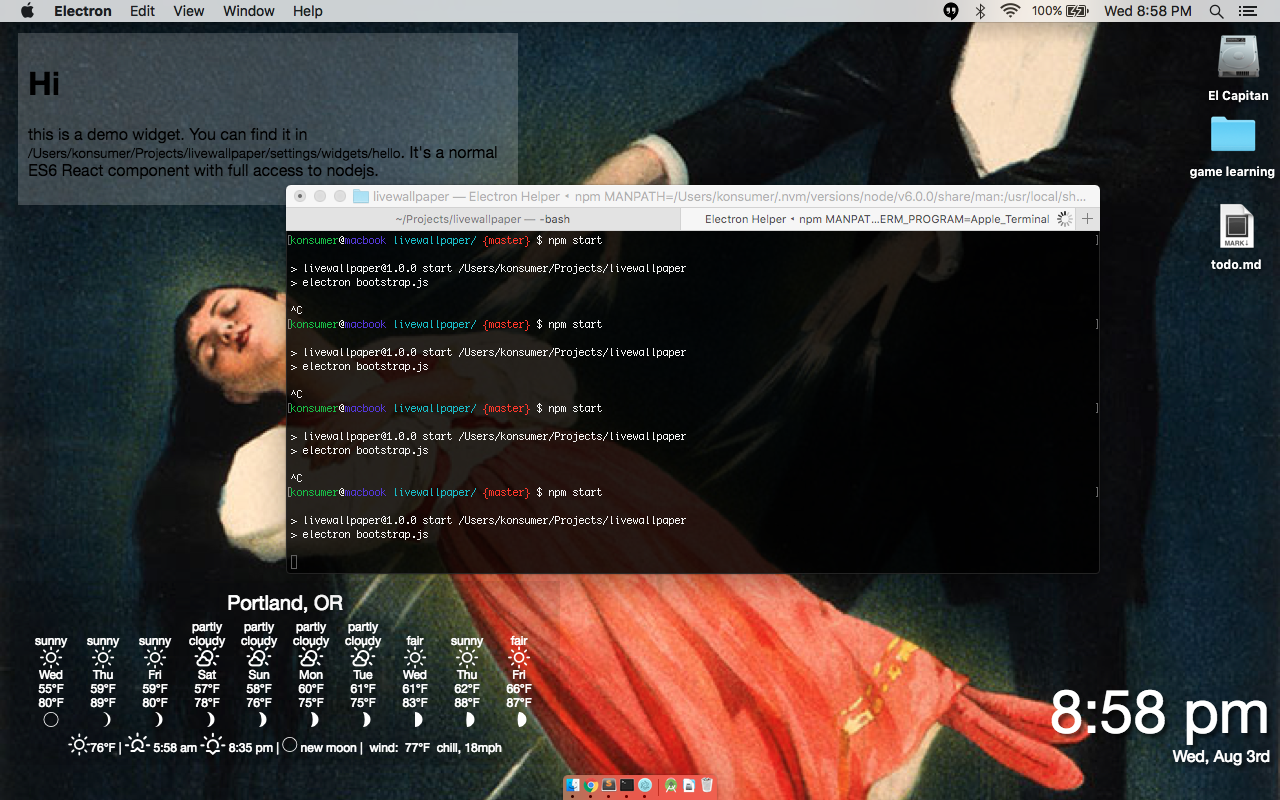 Electron Edit View Window Help
100% Wed 8:58 PM
Hi
this is a demo widget. You can find it in
/Users/konsumer/Projects/livewallpaper/settings/widgets/hello. It's a normal
ES6 React component with full access to nodejs.
El Capitan
game learning
MARK↓
todo.md
livewallpaper — Electron Helper • npm MANPATH=/Users/konsumer/.nvm/versions/node/v6.0.0/share/man:/usr/local/sh...
~/Projects/livewallpaper — -bash
Electron Helper • npm MANPAT...ERM_PROGRAM=Apple_Terminal
[konsumer@macbook livewallpaper/ {master} $ npm start ]
> livewallpaper@1.0.0 start /Users/konsumer/Projects/livewallpaper
> electron bootstrap.js
^C
[konsumer@macbook livewallpaper/ {master} $ npm start ]
> livewallpaper@1.0.0 start /Users/konsumer/Projects/livewallpaper
> electron bootstrap.js
^C
[konsumer@macbook livewallpaper/ {master} $ npm start ]
> livewallpaper@1.0.0 start /Users/konsumer/Projects/livewallpaper
> electron bootstrap.js
^C
[konsumer@macbook livewallpaper/ {master} $ npm start ]
> livewallpaper@1.0.0 start /Users/konsumer/Projects/livewallpaper
> electron bootstrap.js
Portland, OR
partly partly partly partly
sunny sunny sunny cloudy cloudy cloudy cloudy fair sunny fair
Wed Thu Fri Sat Sun Mon Tue Wed Thu Fri
55°F 59°F 59°F 57°F 58°F 60°F 61°F 61°F 62°F 66°F
80°F 89°F 80°F 78°F 76°F 75°F 75°F 83°F 88°F 87°F
76°F | 5:58 am 8:35 pm | new moon | wind: 77°F chill, 18mph
8:58 pm
Wed, Aug 3rd